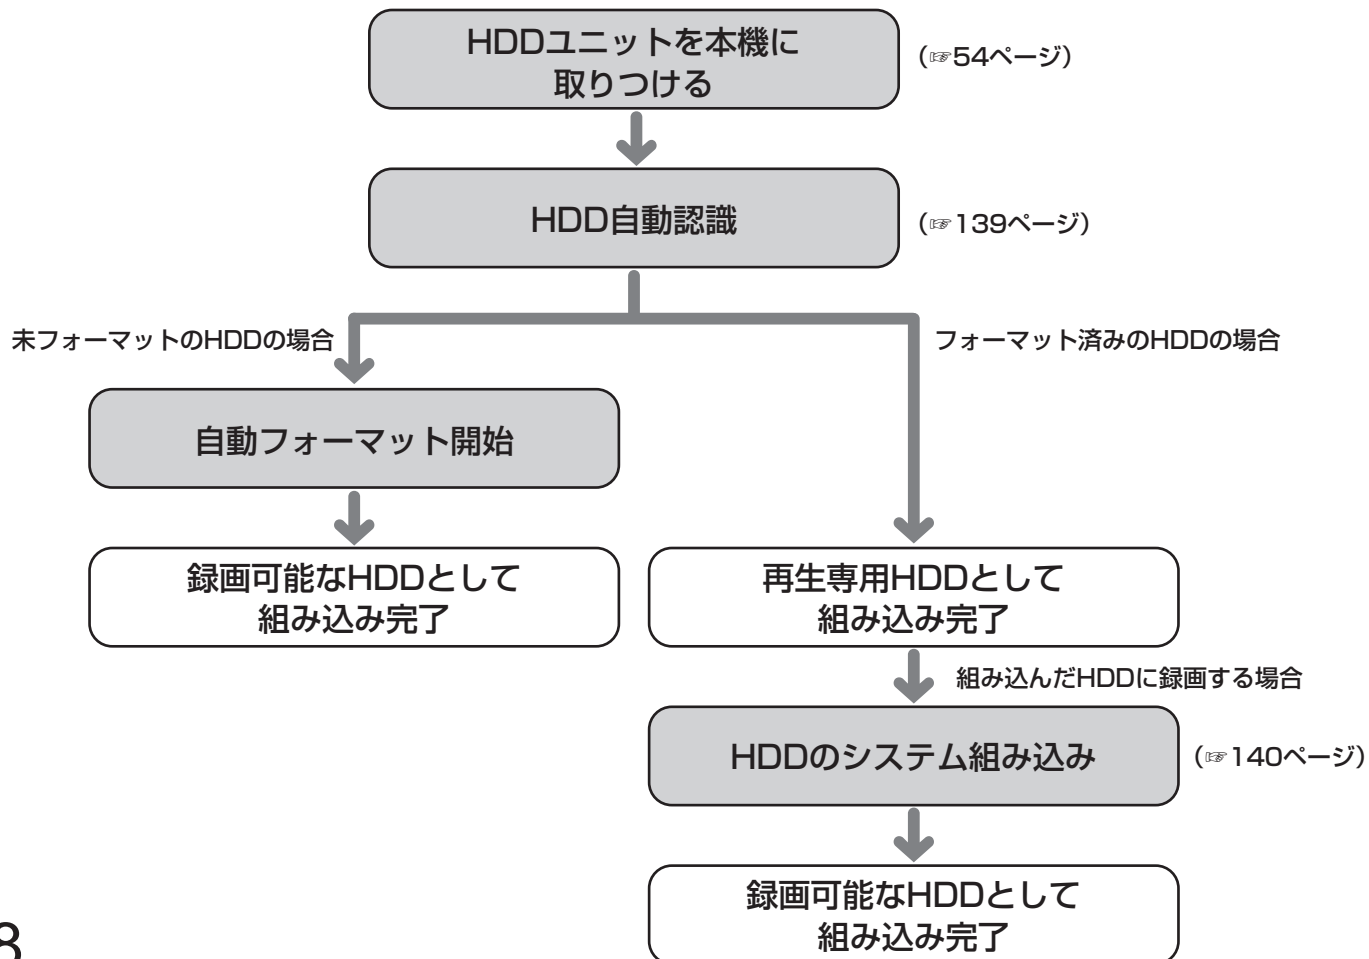 HDDユニットを本機に
取りつける
(☞54ページ)
HDD自動認識
(☞139ページ)
未フォーマットのHDDの場合
フォーマット済みのHDDの場合
自動フォーマット開始
録画可能なHDDとして
組み込み完了
再生専用HDDとして
組み込み完了
組み込んだHDDに録画する場合
HDDのシステム組み込み
(☞140ページ)
録画可能なHDDとして
組み込み完了
8